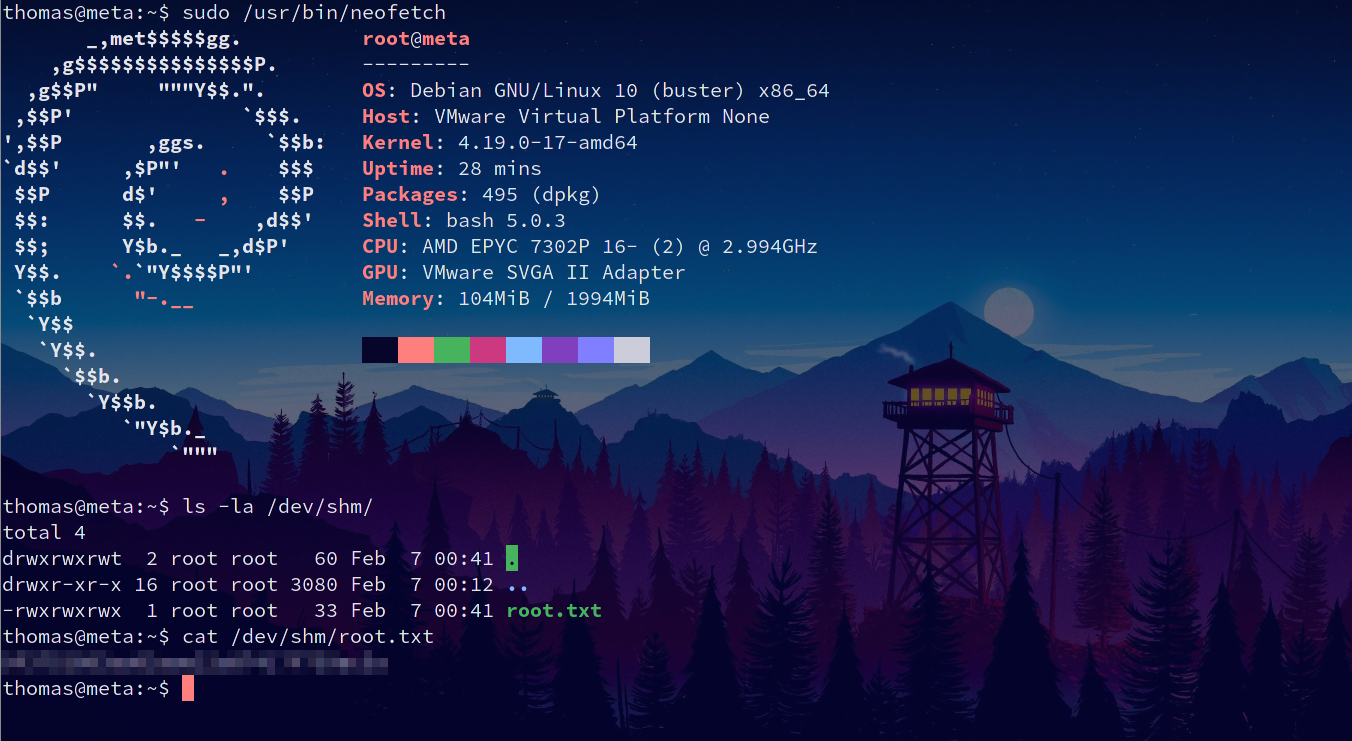 thomas@meta:~$ sudo /usr/bin/neofetch
       _,met$$$$$gg.          root@meta
    ,g$$$$$$$$$$$$$$$P.       ---------
  ,g$$P"     """Y$$.".        OS: Debian GNU/Linux 10 (buster) x86_64
 ,$$P'              `$$$.     Host: VMware Virtual Platform None
',$$P       ,ggs.     `$$b:   Kernel: 4.19.0-17-amd64
`d$$'     ,$P"'   .    $$$    Uptime: 28 mins
 $$P      d$'     ,    $$P    Packages: 495 (dpkg)
 $$:      $$.   -    ,d$$'    Shell: bash 5.0.3
 $$;      Y$b._   _,d$P'      CPU: AMD EPYC 7302P 16- (2) @ 2.994GHz
 Y$$.    `.`"Y$$$$P"'         GPU: VMware SVGA II Adapter
 `$$b      "-.__              Memory: 104MiB / 1994MiB
  `Y$$
   `Y$$.
     `$$b.
       `Y$$b.
          `"Y$b._
              `"""
thomas@meta:~$ ls -la /dev/shm/
total 4
drwxrwxrwt  2 root root   60 Feb  7 00:41 .
drwxr-xr-x 16 root root 3080 Feb  7 00:12 ..
-rwxrwxrwx  1 root root   33 Feb  7 00:41 root.txt
thomas@meta:~$ cat /dev/shm/root.txt
thomas@meta:~$